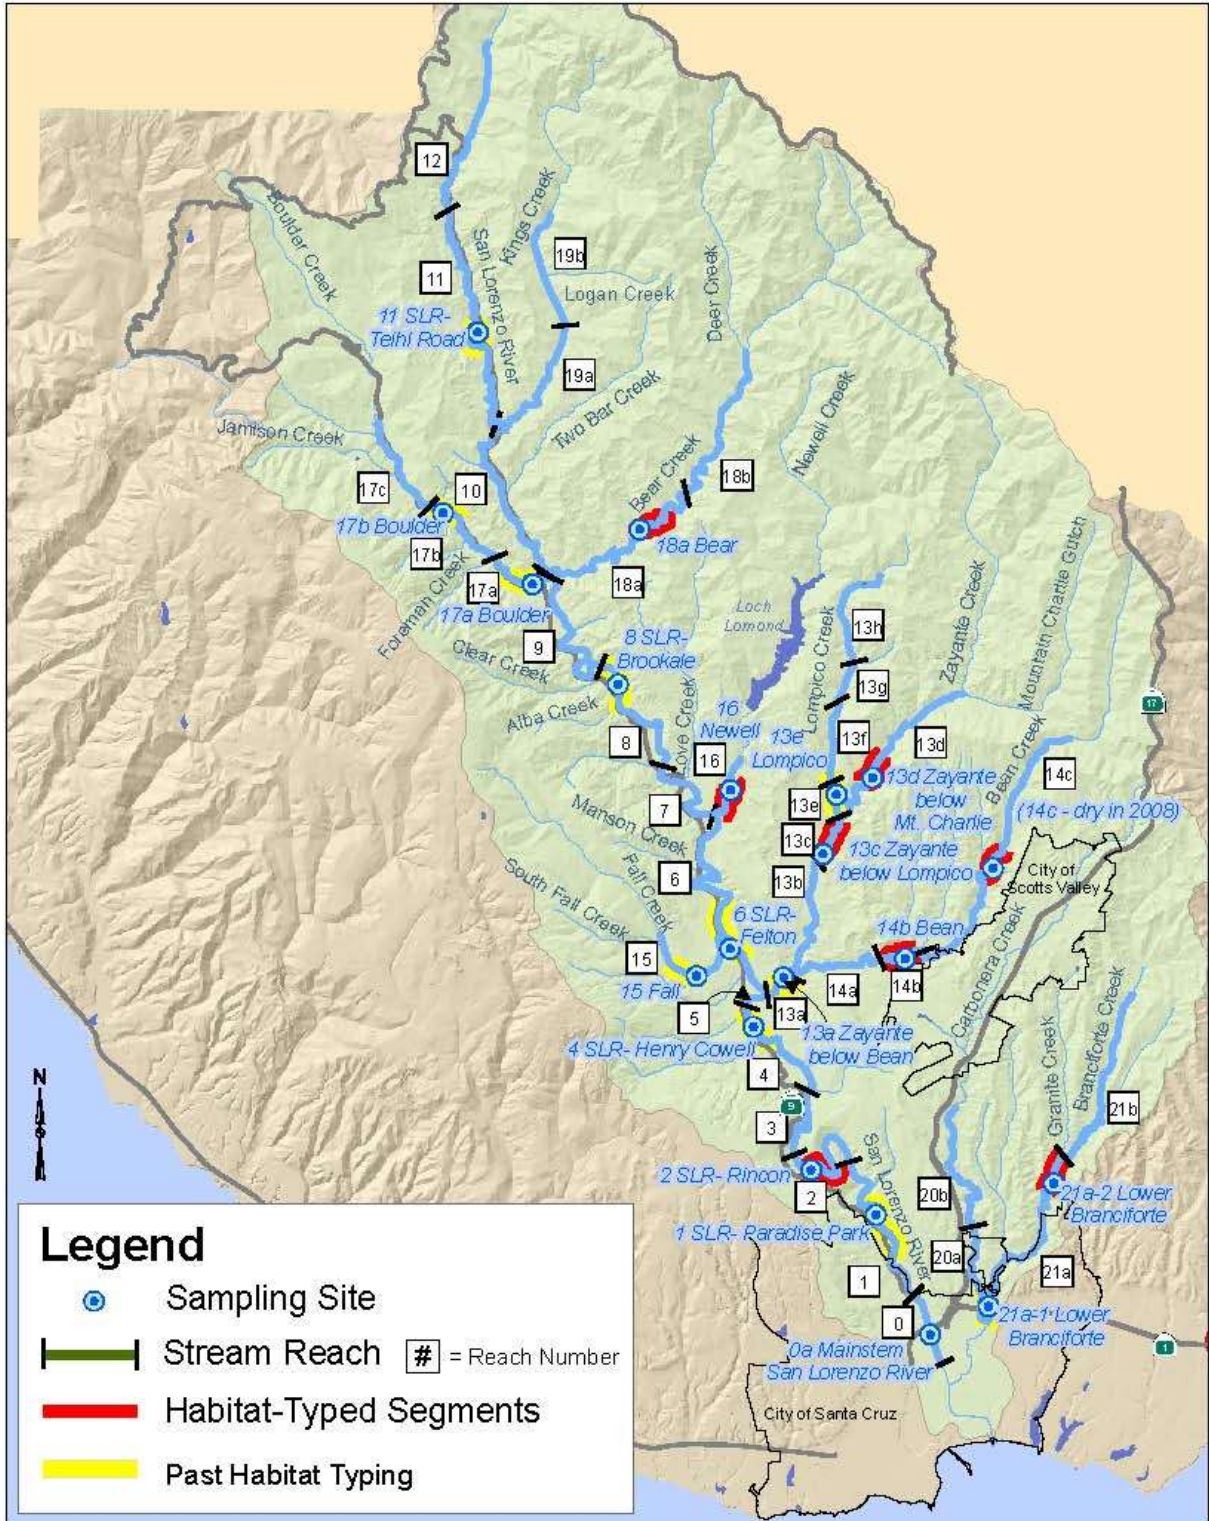 12
Boulder Creek
Kings Creek
San Lorenzo River
19b
11
Logan Creek
Deer Creek
11 SLR-
Teihl Road
19a
Two Bar Creek
Newell Creek
Jamison Creek
Bear Creek
18b
17c
10
17b Boulder
18a Bear
17b
Foreman Creek
17a
18a
17a Boulder
Loch
Lomond
Lompico Creek
Zayante Creek
Mountain Charlie Gulch
13h
9
8 SLR-
Brookale
Clear Creek
13g
17
Alba Creek
Love Creek
16
Newell
13e
Lompico
13f
13d
Bean Creek
8
16
14c
13d Zayante
below
Mt. Charlie
(14c - dry in 2008)
7
13e
Manson Creek
13c
13c Zayante
below Lompico
City of
Scotts Valley
Fall Creek
6
13b
South Fall Creek
6 SLR-
Felton
14b Bean
Carbonera Creek
15
15 Fall
14a
14b
5
13a
13a Zayante
below Bean
4 SLR- Henry Cowell
Granite Creek
Branciforte Creek
4
9
21b
3
San Lorenzo River
2 SLR- Rincon
2
20b
21a-2 Lower
Branciforte
1 SLR- Paradise Park
20a
1
21a
0
21a-1 Lower
Branciforte
0a Mainstem
San Lorenzo River
1
City of Santa Cruz
N
Legend
Sampling Site
Stream Reach # = Reach Number
Habitat-Typed Segments
Past Habitat Typing